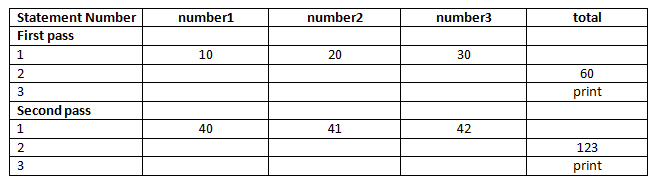 Statement Number number1 number2 number3 total
First pass
1 10 20 30
2 60
3 print
Second pass
1 40 41 42
2 123
3 print